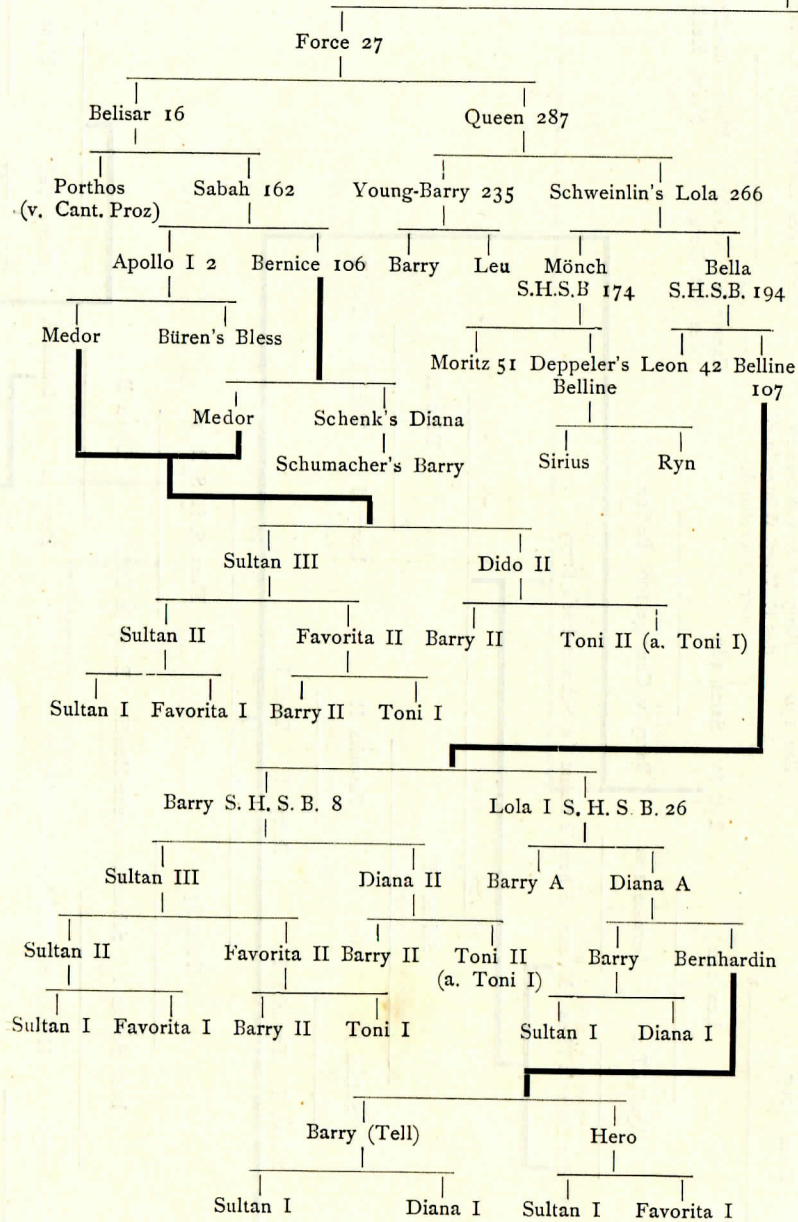 Force 27
Belisar 16 Queen 287
Porthos Sabah 162 Young-Barry 235 Schweinlin's Lola 266
(v. Cant. Proz)
Apollo I 2 Bernice 106 Barry Leu Mönch Bella
S.H.S.B 174 S.H.S.B. 194
Medor Büren's Bless
Moritz 51 Deppeler's Leon 42 Belline
Belline 107
Medor Schenk's Diana
Schumacher's Barry Sirius Ryn
Sultan III Dido II
Sultan II Favorita II Barry II Toni II (a. Toni I)
Sultan I Favorita I Barry II Toni I
Barry S. H. S. B. 8 Lola I S. H. S B. 26
Sultan III Diana II Barry A Diana A
Sultan II Favorita II Barry II Toni II Barry Bernhardin
(a. Toni I)
Sultan I Favorita I Barry II Toni I Sultan I Diana I
Barry (Tell) Hero
Sultan I Diana I Sultan I Favorita I